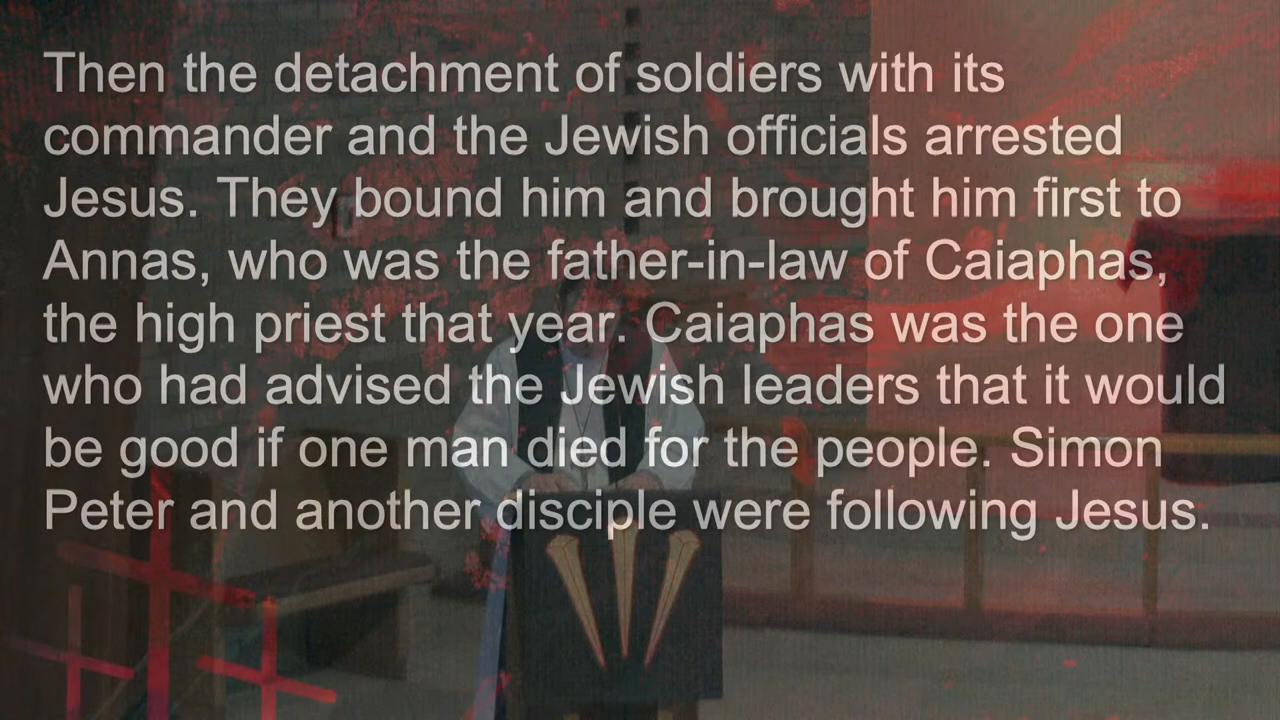 Then the detachment of soldiers with its
commander and the Jewish officials arrested
Jesus. They bound him and brought him first to
Annas, who was the father-in-law of Caiaphas,
the high priest that year. Caiaphas was the one
who had advised the Jewish leaders that it would
be good if one man died for the people. Simon
Peter and another disciple were following Jesus.